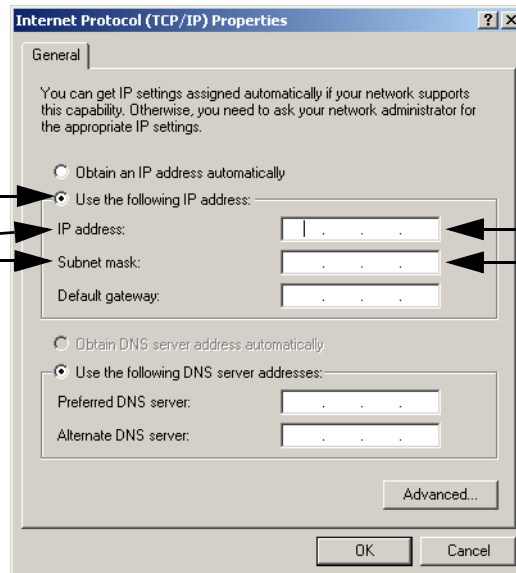 Internet Protocol (TCP/IP) Properties
General
You can get IP settings assigned automatically if your network supports
this capability. Otherwise, you need to ask your network administrator for
the appropriate IP settings.
Obtain an IP address automatically
Use the following IP address:
IP address:
Subnet mask:
Default gateway:
Obtain DNS server address automatically
Use the following DNS server addresses:
Preferred DNS server:
Alternate DNS server:
Advanced...
OK Cancel